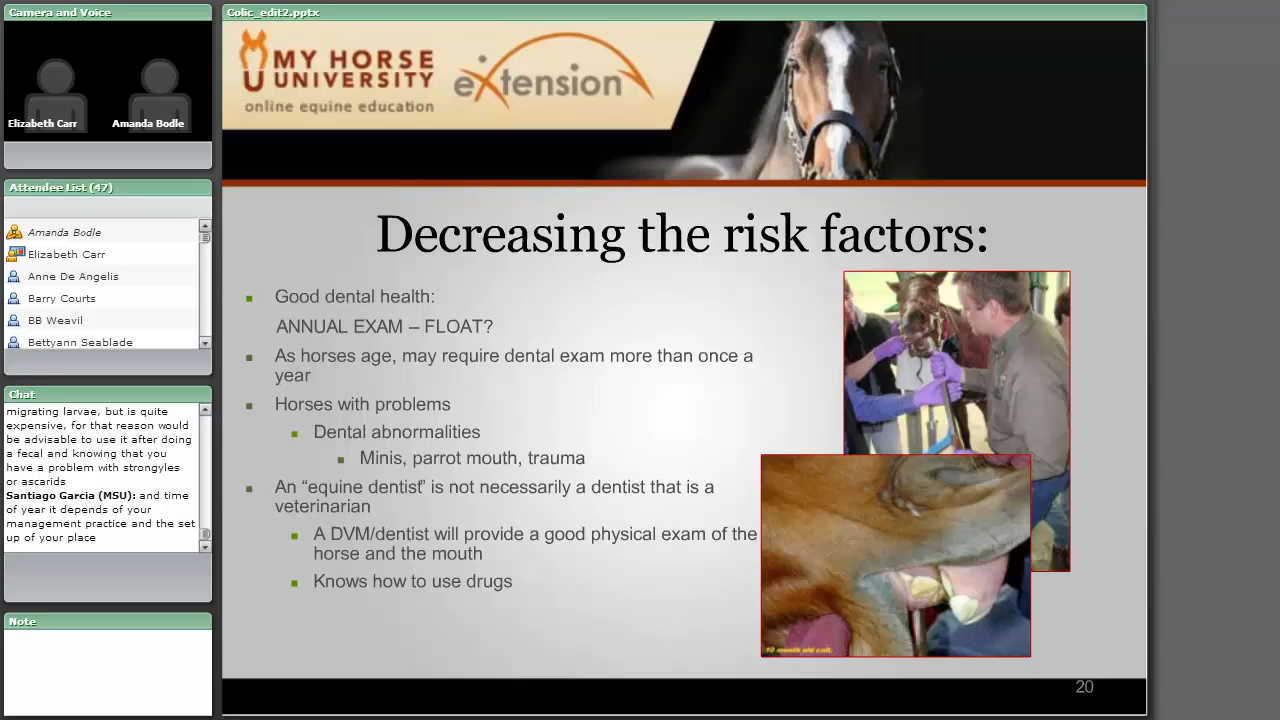 Camera and Voice
Elizabeth Carr
Amanda Bodle
Attendee List (47)
Amanda Bodle
Elizabeth Carr
Anne De Angelis
Barry Courts
BB Weavil
Bettyann Seablade
Chat
migrating larvae, but is quite
expensive, for that reason would
be advisable to use it after doing
a fecal and knowing that you
have a problem with strongyles
or ascarids
Santiago Garcia (MSU): and time
of year it depends of your
management practice and the set
up of your place
Note
Colic_edit2.pptx
MY HORSE
UNIVERSITY
online equine education
eXtension
Decreasing the risk factors:
Good dental health:
ANNUAL EXAM – FLOAT?
As horses age, may require dental exam more than once a
year
Horses with problems
Dental abnormalities
Minis, parrot mouth, trauma
An “equine dentist” is not necessarily a dentist that is a
veterinarian
A DVM/dentist will provide a good physical exam of the
horse and the mouth
Knows how to use drugs
10 month old colt.
20